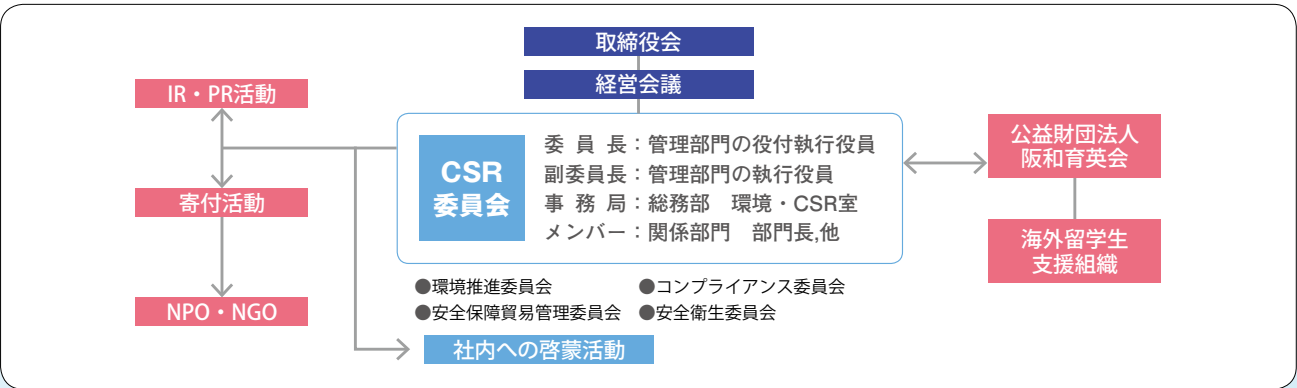 取締役会
経営会議
IR・PR活動
寄付活動
NPO・NGO
CSR
委員会
委員長：管理部門の役付執行役員
副委員長：管理部門の執行役員
事務局：総務部　環境・CSR室
メンバー：関係部門　部門長,他
公益財団法人
阪和育英会
海外留学生
支援組織
●環境推進委員会　●コンプライアンス委員会
●安全保障貿易管理委員会　●安全衛生委員会
社内への啓蒙活動